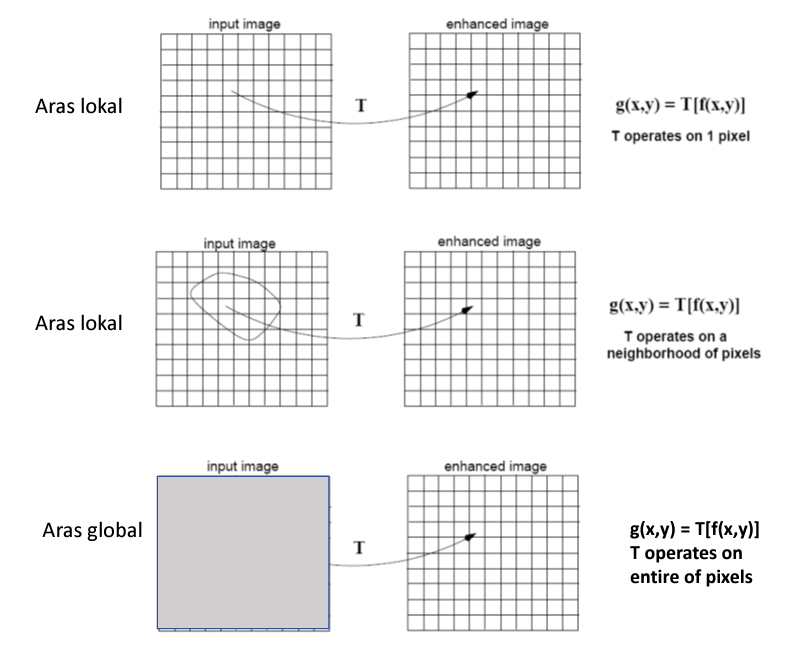 input image
enhanced image
Aras lokal
T
g(x,y) = T[f(x,y)]
T operates on 1 pixel
input image
enhanced image
Aras lokal
T
g(x,y) = T[f(x,y)]
T operates on a
neighborhood of pixels
input image
enhanced image
Aras global
T
g(x,y) = T[f(x,y)]
T operates on
entire of pixels